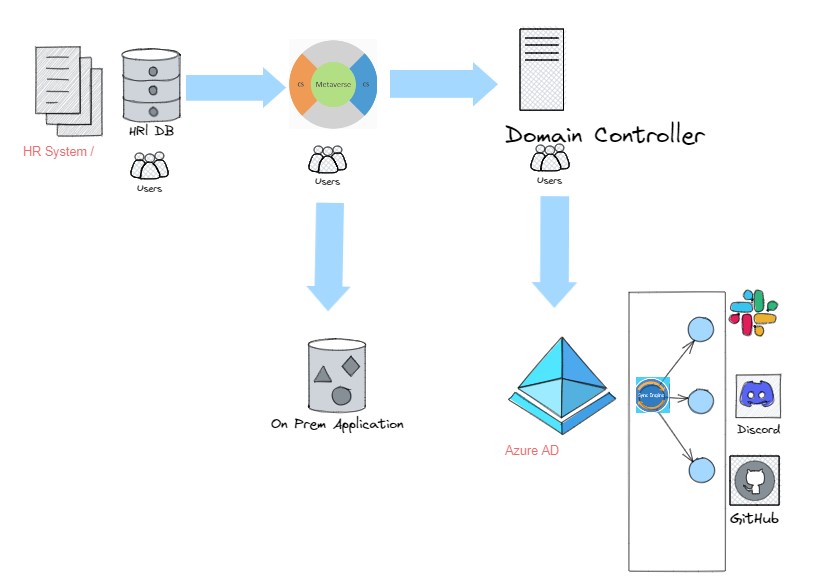 HR System /
HR| DB
Users
CS
Metaverse
CS
Users
Domain Controller
Users
On Prem Application
Azure AD
Sync Engine
Discord
GitHub